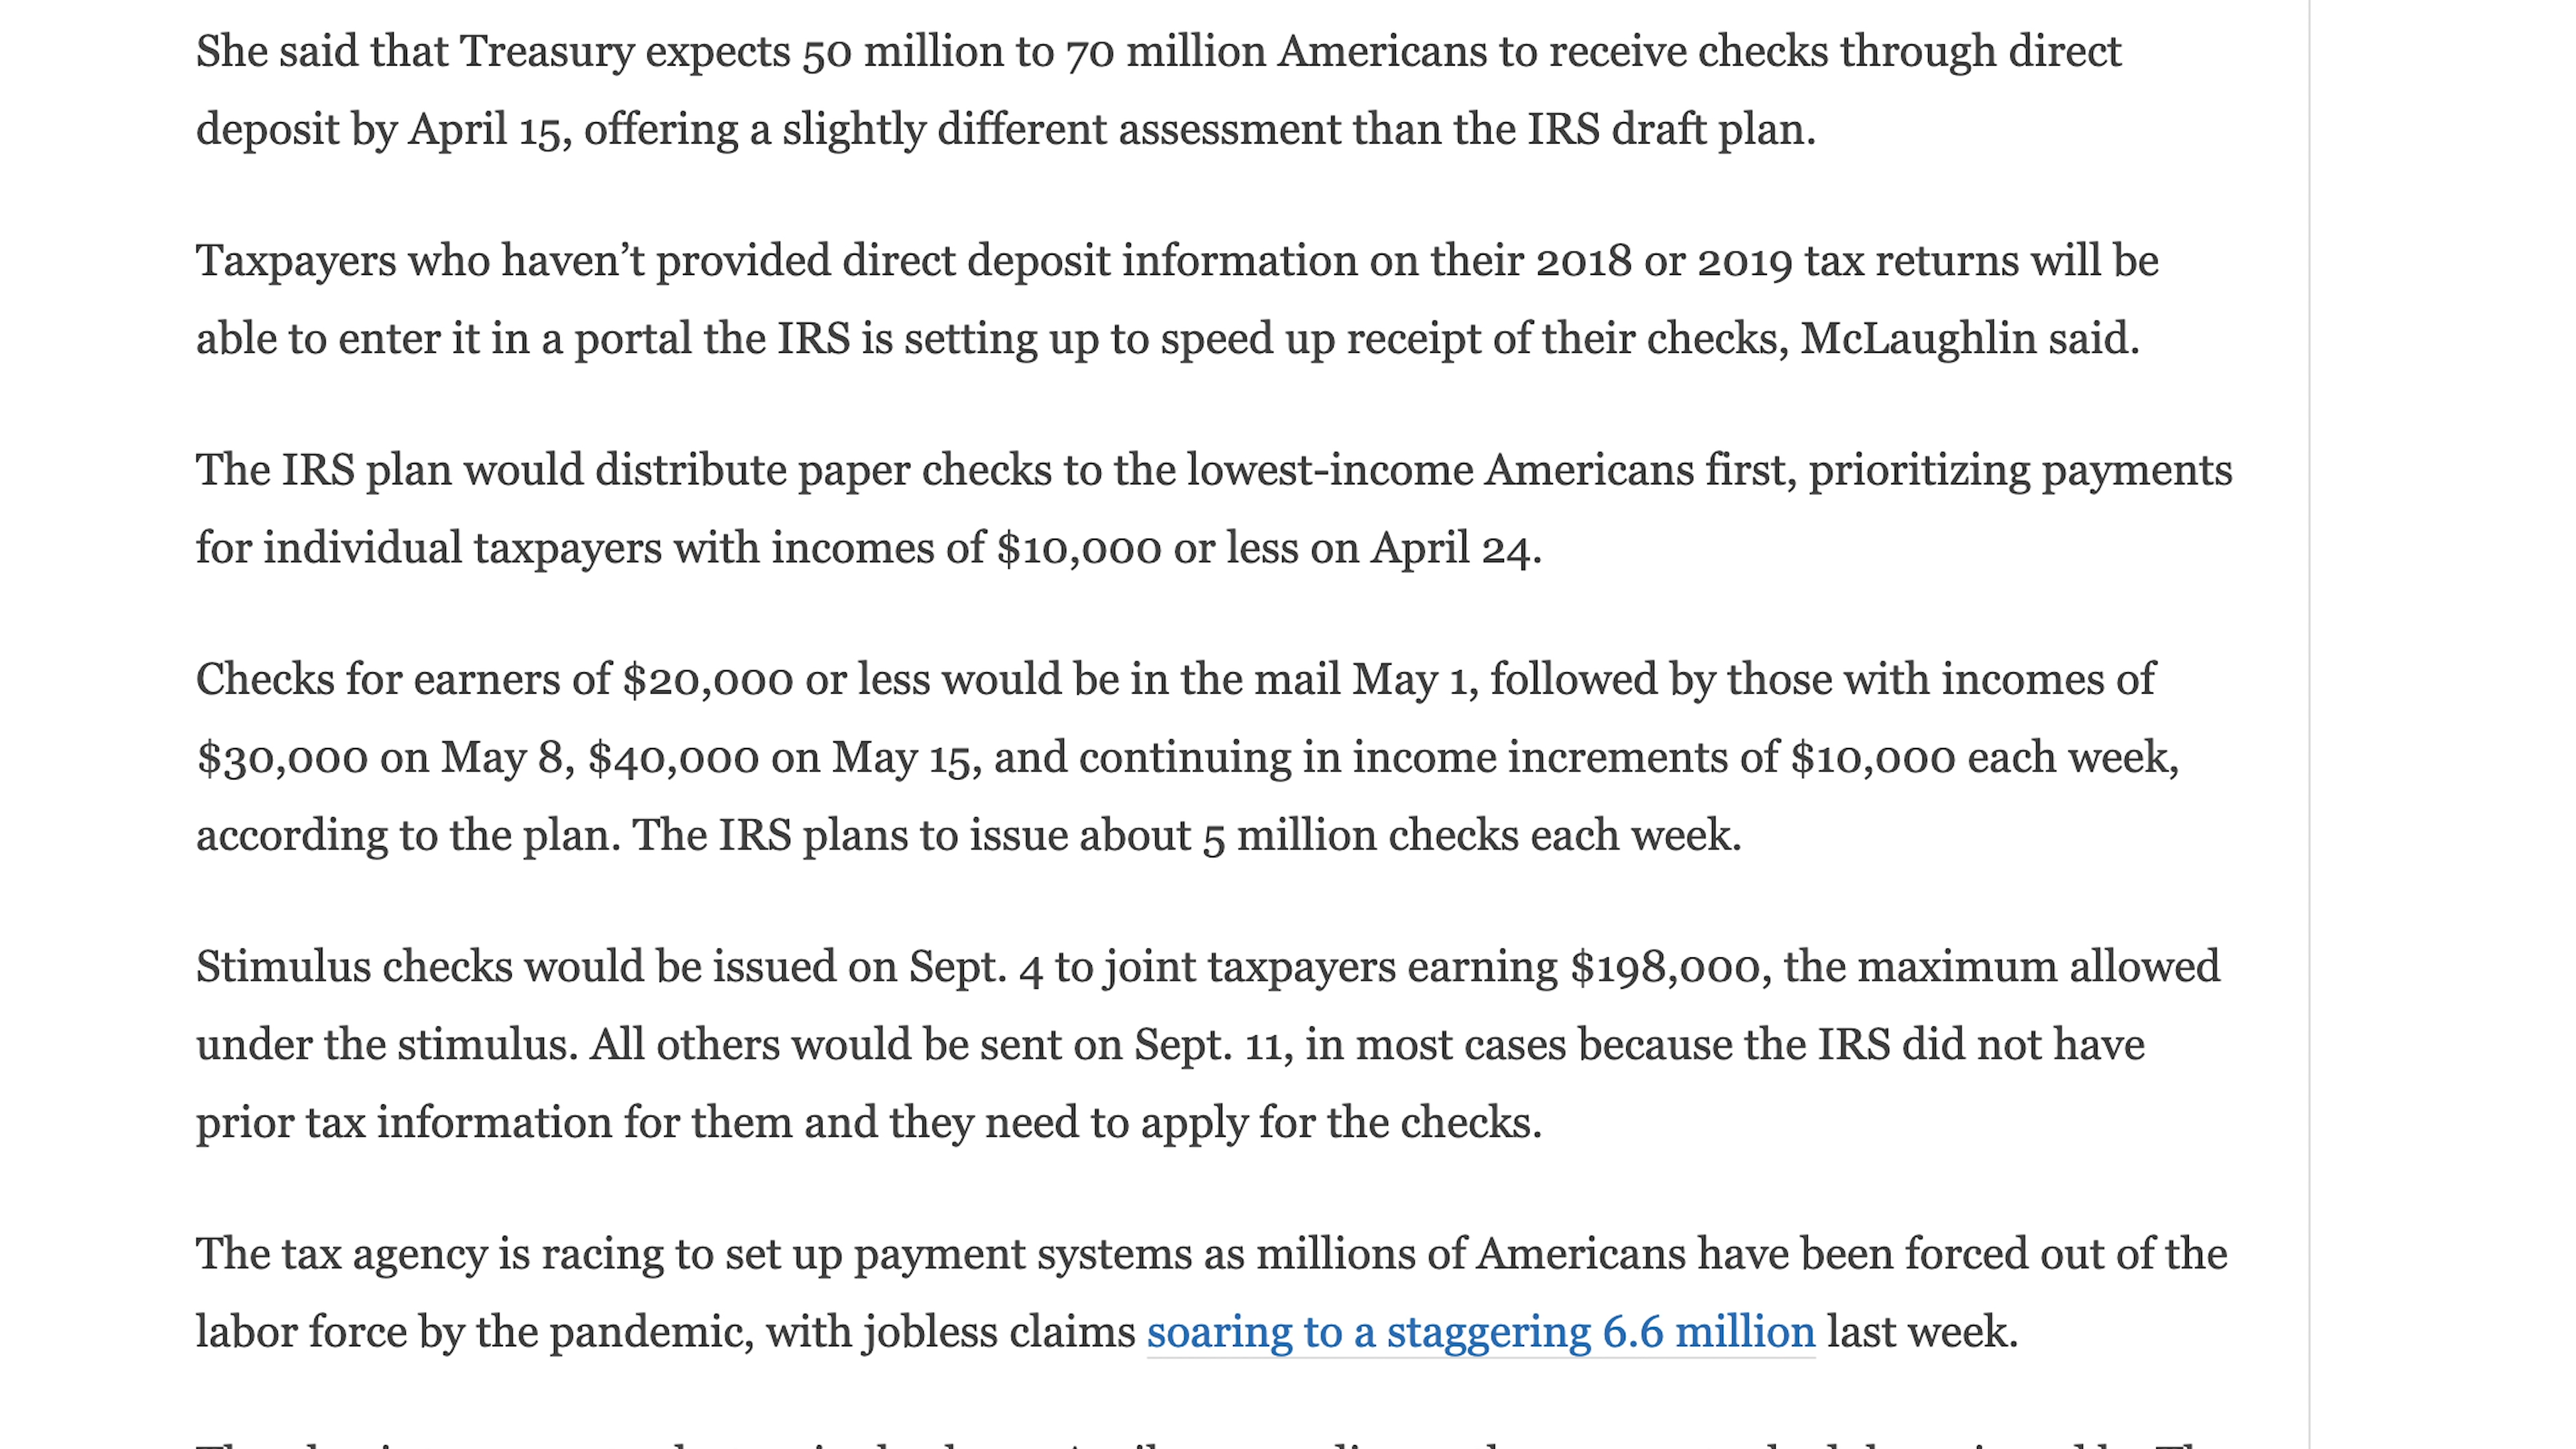 She said that Treasury expects 50 million to 70 million Americans to receive checks through direct
deposit by April 15, offering a slightly different assessment than the IRS draft plan.
Taxpayers who haven’t provided direct deposit information on their 2018 or 2019 tax returns will be
able to enter it in a portal the IRS is setting up to speed up receipt of their checks, McLaughlin said.
The IRS plan would distribute paper checks to the lowest-income Americans first, prioritizing payments
for individual taxpayers with incomes of $10,000 or less on April 24.
Checks for earners of $20,000 or less would be in the mail May 1, followed by those with incomes of
$30,000 on May 8, $40,000 on May 15, and continuing in income increments of $10,000 each week,
according to the plan. The IRS plans to issue about 5 million checks each week.
Stimulus checks would be issued on Sept. 4 to joint taxpayers earning $198,000, the maximum allowed
under the stimulus. All others would be sent on Sept. 11, in most cases because the IRS did not have
prior tax information for them and they need to apply for the checks.
The tax agency is racing to set up payment systems as millions of Americans have been forced out of the
labor force by the pandemic, with jobless claims soaring to a staggering 6.6 million last week.